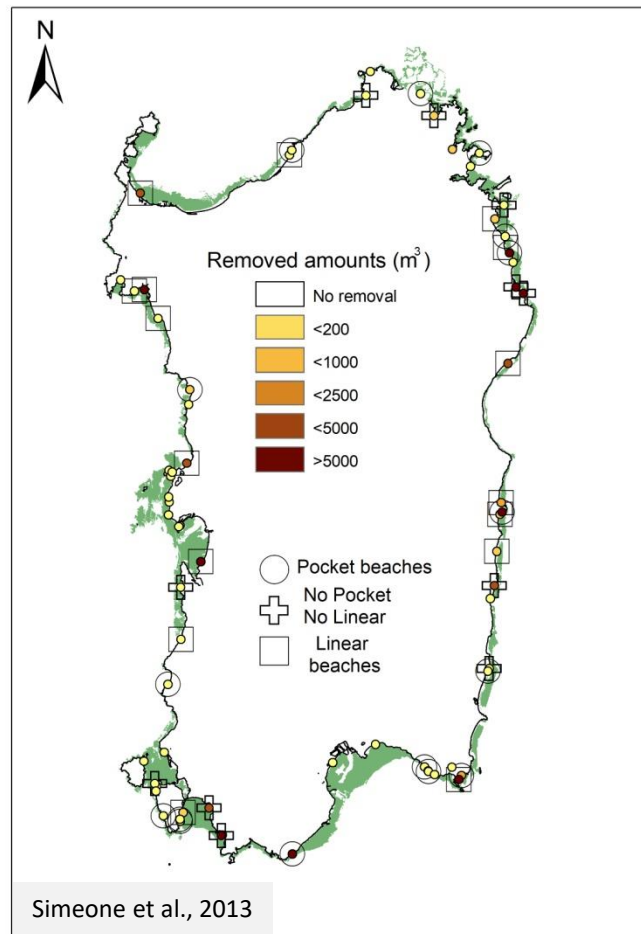 N
Removed amounts (m³)
No removal
<200
<1000
<2500
<5000
>5000
Pocket beaches
No Pocket
No Linear
Linear
beaches
Simeone et al., 2013